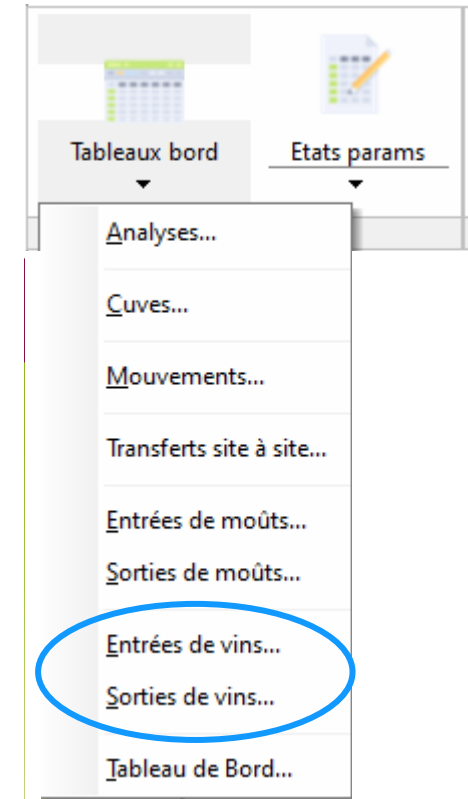 Tableaux bord
Etats params
Analyses...
Cuves...
Mouvements...
Transferts site à site...
Entrées de moûts...
Sorties de moûts...
Entrées de vins...
Sorties de vins...
Tableau de Bord...